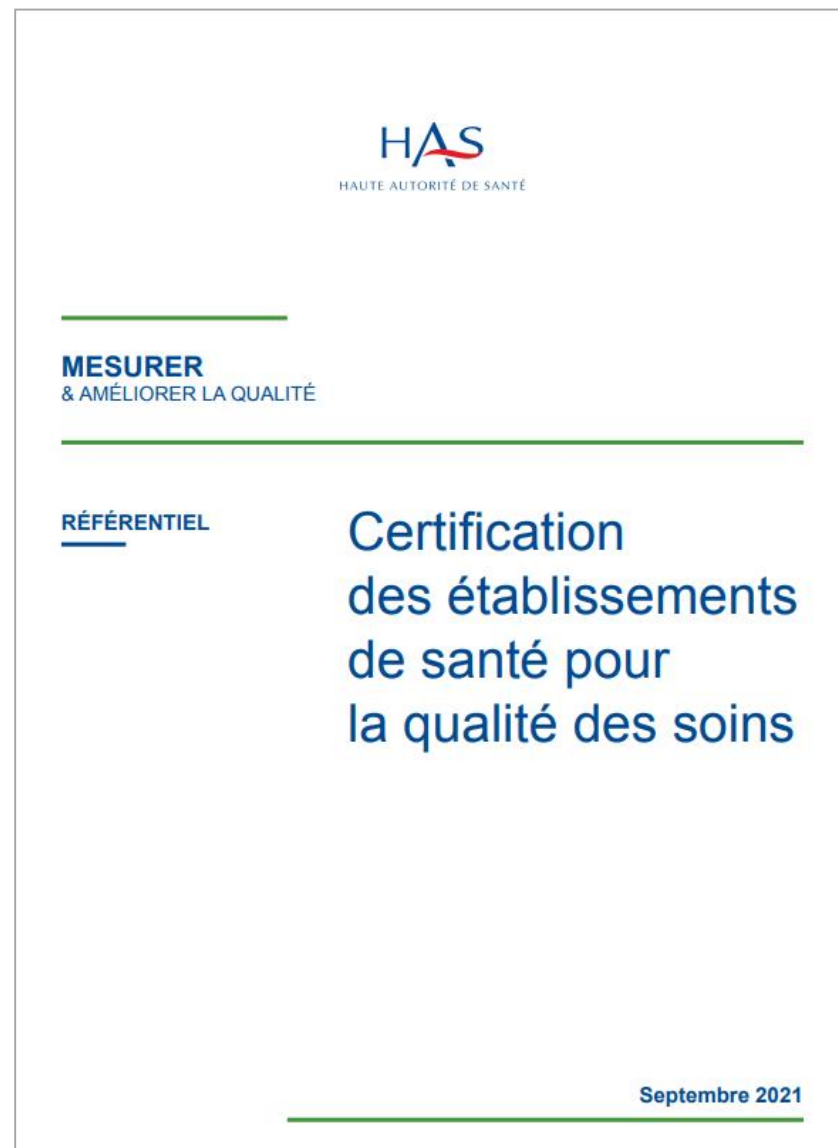 HAS
HAUTE AUTORITÉ DE SANTÉ
MESURER
& AMÉLIORER LA QUALITÉ
RÉFÉRENTIEL
Certification
des établissements
de santé pour
la qualité des soins
Septembre 2021